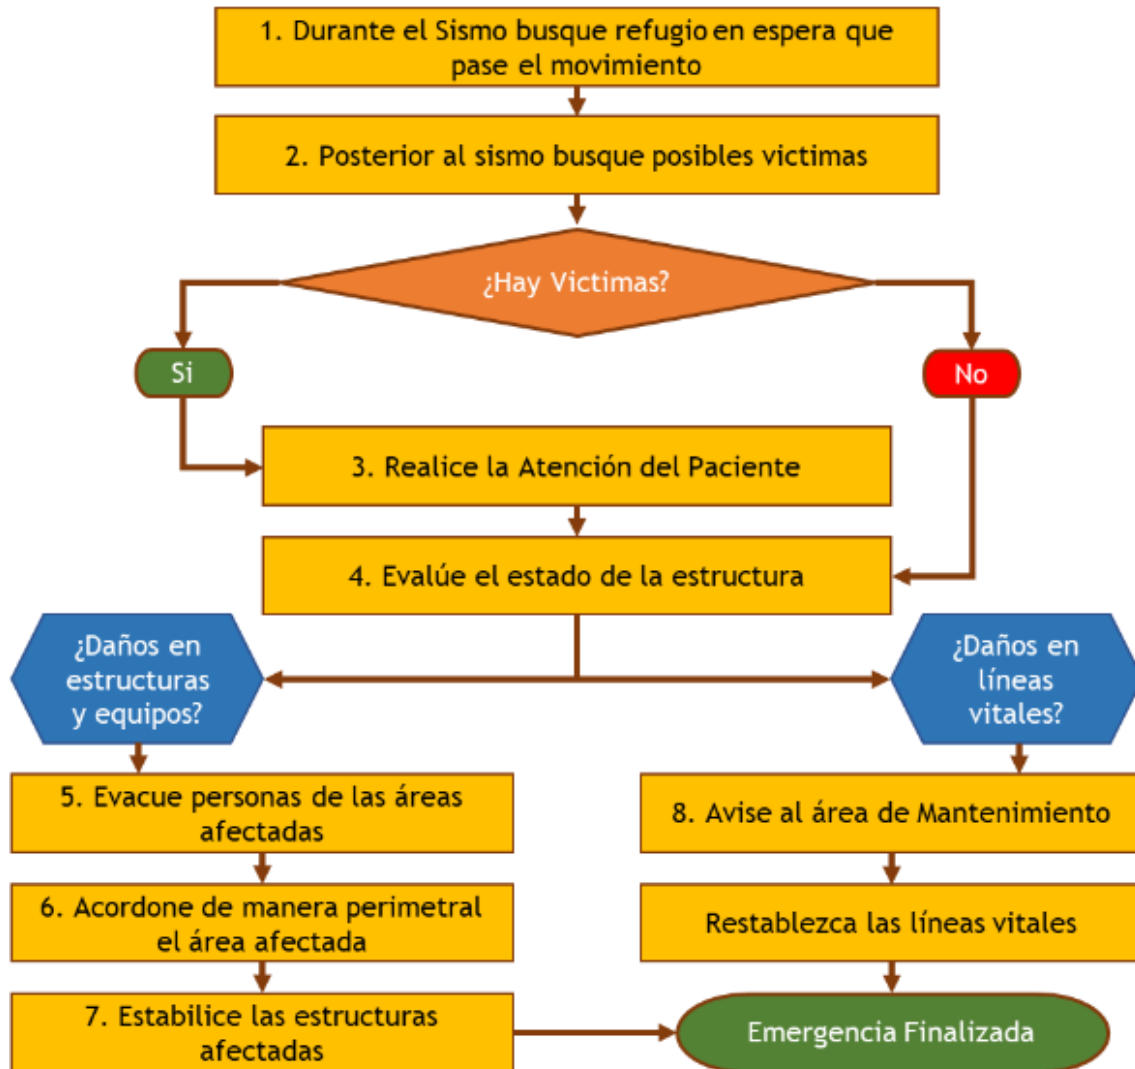 1. Durante el Sismo busque refugio en espera que
pase el movimiento
2. Posterior al sismo busque posibles victimas
¿Hay Victimas?
Si
No
3. Realice la Atención del Paciente
4. Evalúe el estado de la estructura
¿Daños en
estructuras
y equipos?
¿Daños en
líneas
vitales?
5. Evacue personas de las áreas
afectadas
8. Avise al área de Mantenimiento
6. Acordone de manera perimetral
el área afectada
Restablezca las líneas vitales
7. Estabilice las estructuras
afectadas
Emergencia Finalizada